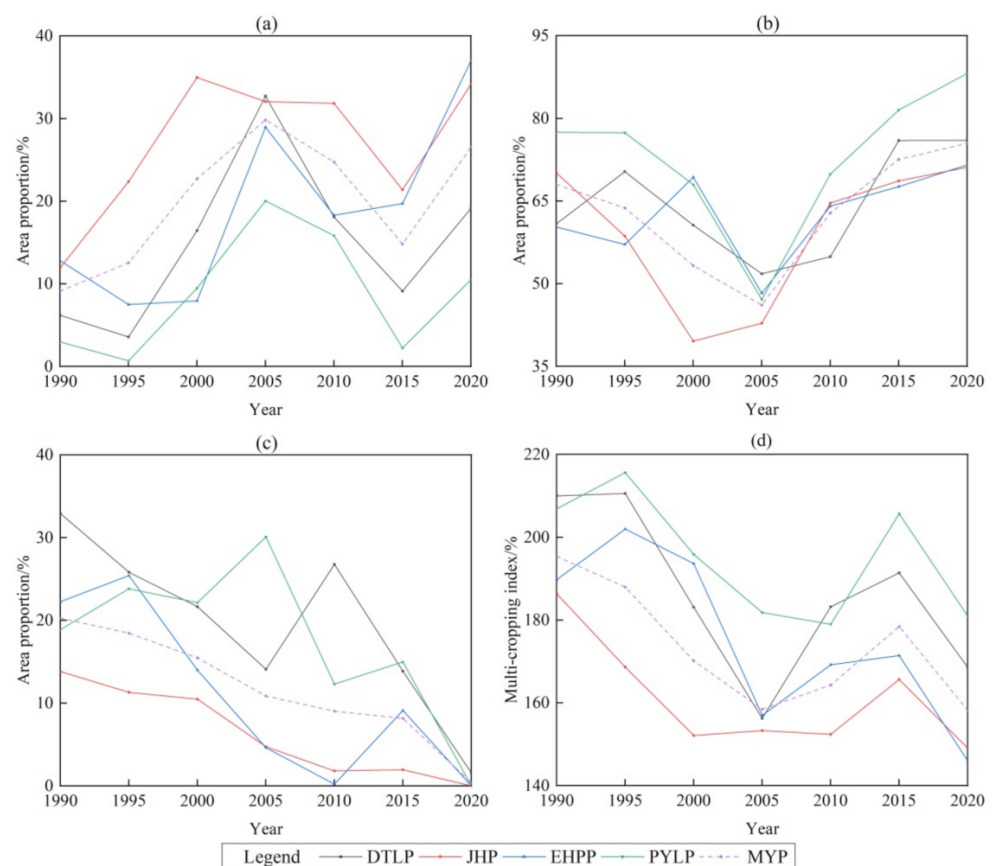 (a)
Area proportion/%
40
30
20
10
0
1990 1995 2000 2005 2010 2015 2020
Year
(b)
Area proportion/%
95
80
65
50
35
1990 1995 2000 2005 2010 2015 2020
Year
(c)
Area proportion/%
40
30
20
10
0
1990 1995 2000 2005 2010 2015 2020
Year
(d)
Multi-cropping index/%
220
200
180
160
140
1990 1995 2000 2005 2010 2015 2020
Year
Legend DTLP JHP EHPP PYLP MYP